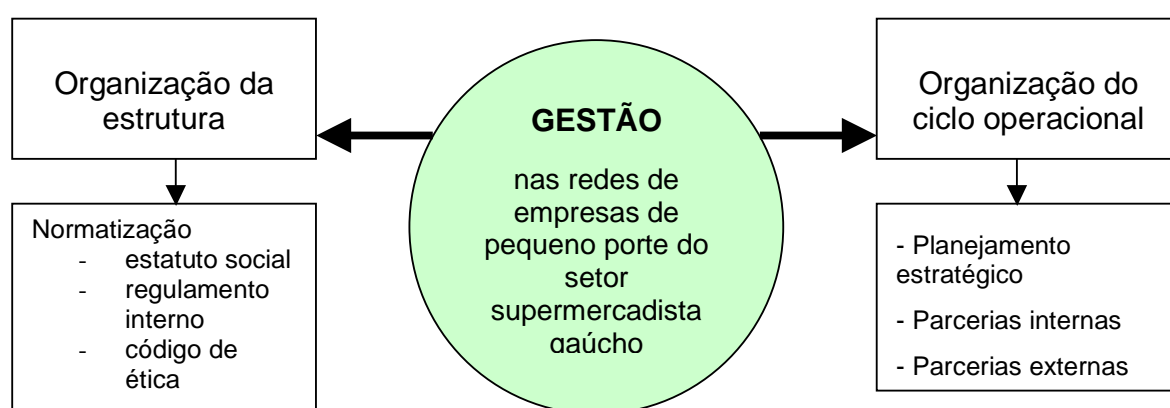 Organização da
estrutura
Normatização
- estatuto social
- regulamento
interno
- código de
ética
GESTÃO
nas redes de
empresas de
pequeno porte do
setor
supermercadista
gaúcho
Organização do
ciclo operacional
- Planejamento
estratégico
- Parcerias internas
- Parcerias externas